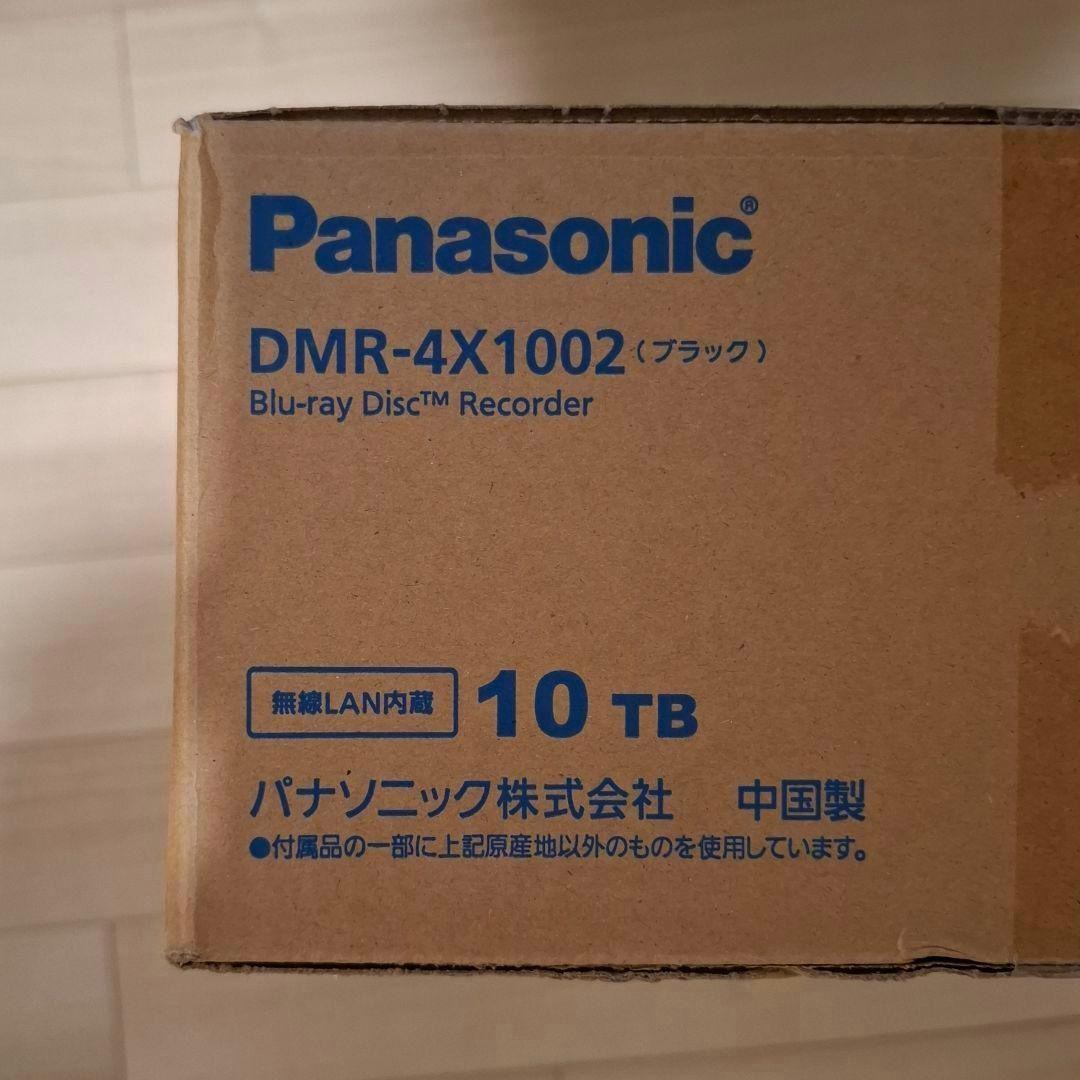 Panasonic®
DMR-4X1002（ブラック）
Blu-ray Disc™ Recorder
無線LAN内蔵 10 TB
パナソニック株式会社 中国製
●付属品の一部に上記原産地以外のものを使用しています。